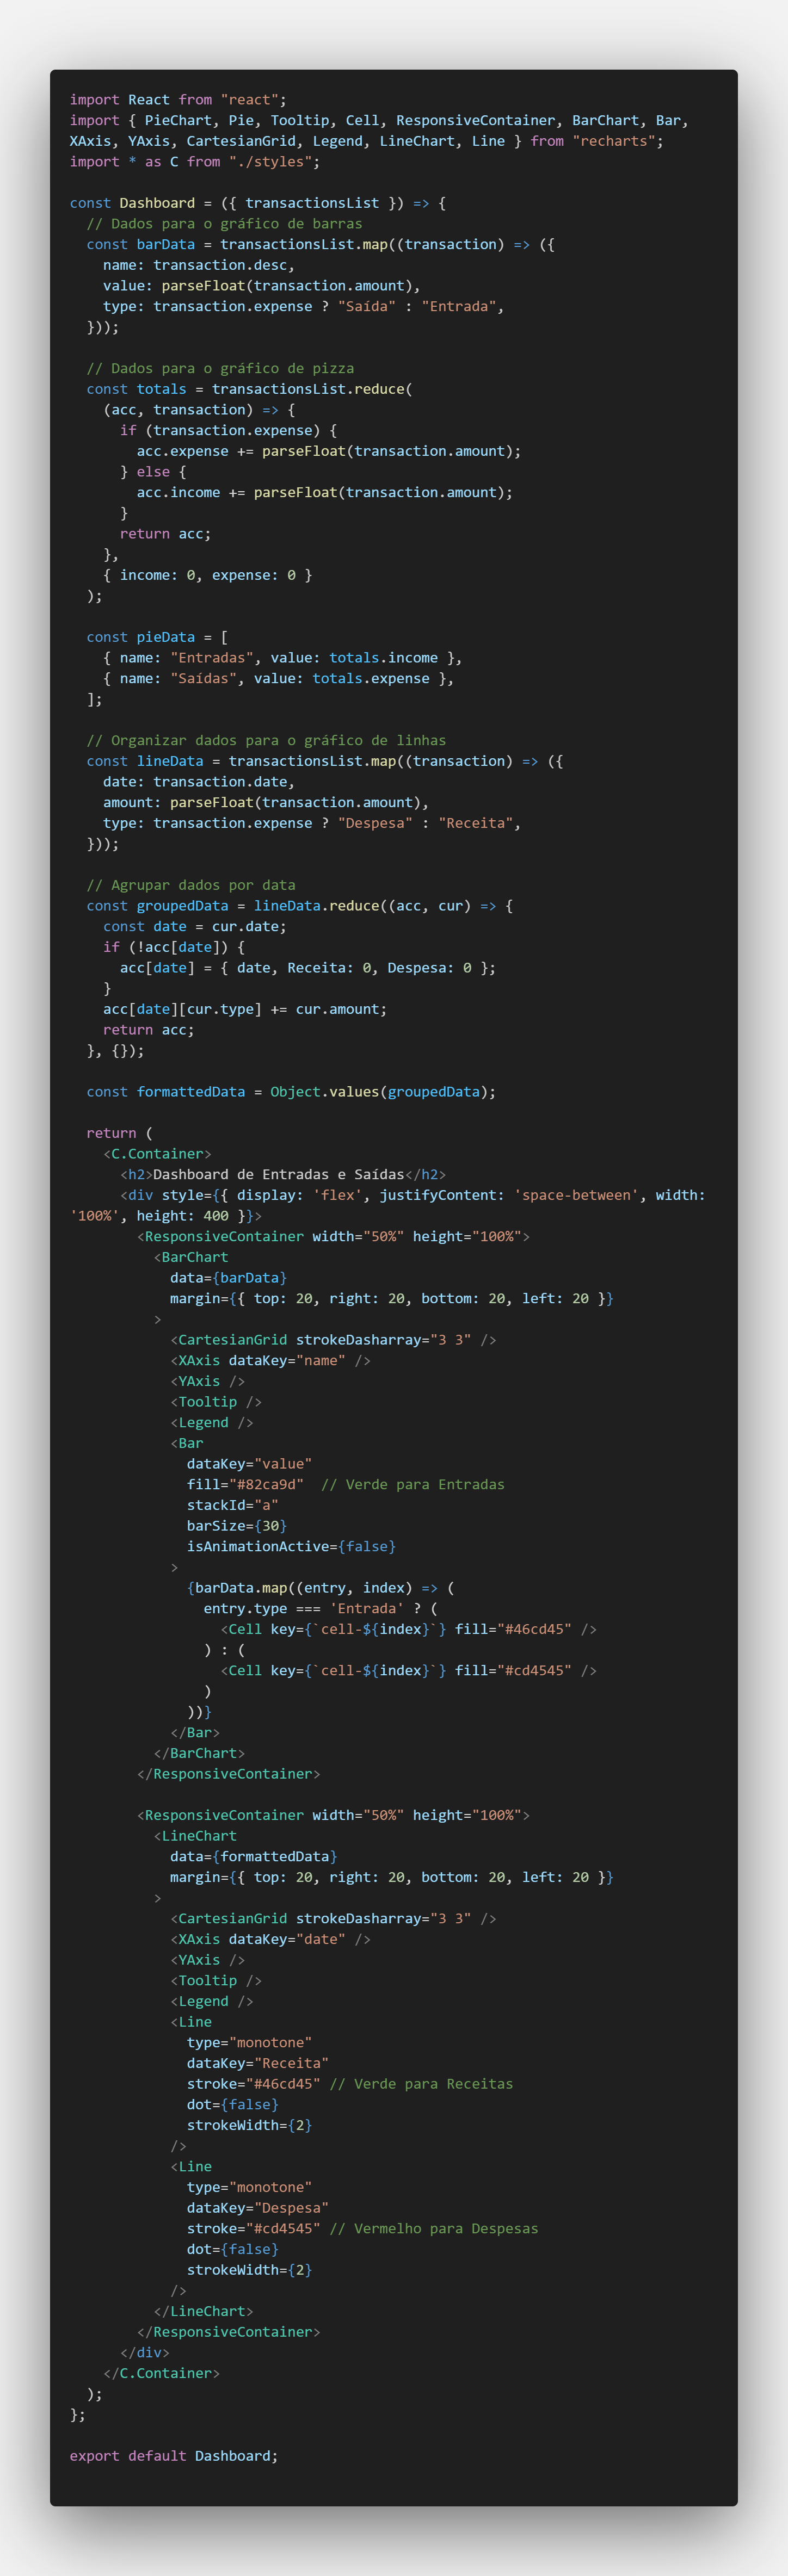 import React from "react";
import { PieChart, Pie, Tooltip, Cell, ResponsiveContainer, BarChart, Bar,
XAxis, YAxis, CartesianGrid, Legend, LineChart, Line } from "recharts";
import * as C from "./styles";

const Dashboard = ({ transactionsList }) => {
  // Dados para o gráfico de barras
  const barData = transactionsList.map((transaction) => ({
    name: transaction.desc,
    value: parseFloat(transaction.amount),
    type: transaction.expense ? "Saída" : "Entrada",
  }));

  // Dados para o gráfico de pizza
  const totals = transactionsList.reduce(
    (acc, transaction) => {
      if (transaction.expense) {
        acc.expense += parseFloat(transaction.amount);
      } else {
        acc.income += parseFloat(transaction.amount);
      }
      return acc;
    },
    { income: 0, expense: 0 }
  );

  const pieData = [
    { name: "Entradas", value: totals.income },
    { name: "Saídas", value: totals.expense },
  ];

  // Organizar dados para o gráfico de linhas
  const lineData = transactionsList.map((transaction) => ({
    date: transaction.date,
    amount: parseFloat(transaction.amount),
    type: transaction.expense ? "Despesa" : "Receita",
  }));

  // Agrupar dados por data
  const groupedData = lineData.reduce((acc, cur) => {
    const date = cur.date;
    if (!acc[date]) {
      acc[date] = { date, Receita: 0, Despesa: 0 };
    }
    acc[date][cur.type] += cur.amount;
    return acc;
  }, {});

  const formattedData = Object.values(groupedData);

  return (
    <C.Container>
      <h2>Dashboard de Entradas e Saídas</h2>
      <div style={{ display: 'flex', justifyContent: 'space-between', width:
'100%', height: 400 }}>
        <ResponsiveContainer width="50%" height="100%">
          <BarChart
            data={barData}
            margin={{ top: 20, right: 20, bottom: 20, left: 20 }}
          >
            <CartesianGrid strokeDasharray="3 3" />
            <XAxis dataKey="name" />
            <YAxis />
            <Tooltip />
            <Legend />
            <Bar
              dataKey="value"
              fill="#82ca9d"  // Verde para Entradas
              stackId="a"
              barSize={30}
              isAnimationActive={false}
            >
              {barData.map((entry, index) => (
                entry.type === 'Entrada' ? (
                  <Cell key={`cell-${index}`} fill="#46cd45" />
                ) : (
                  <Cell key={`cell-${index}`} fill="#cd4545" />
                )
              ))}
            </Bar>
          </BarChart>
        </ResponsiveContainer>

        <ResponsiveContainer width="50%" height="100%">
          <LineChart
            data={formattedData}
            margin={{ top: 20, right: 20, bottom: 20, left: 20 }}
          >
            <CartesianGrid strokeDasharray="3 3" />
            <XAxis dataKey="date" />
            <YAxis />
            <Tooltip />
            <Legend />
            <Line
              type="monotone"
              dataKey="Receita"
              stroke="#46cd45" // Verde para Receitas
              dot={false}
              strokeWidth={2}
            />
            <Line
              type="monotone"
              dataKey="Despesa"
              stroke="#cd4545" // Vermelho para Despesas
              dot={false}
              strokeWidth={2}
            />
          </LineChart>
        </ResponsiveContainer>
      </div>
    </C.Container>
  );
};

export default Dashboard;